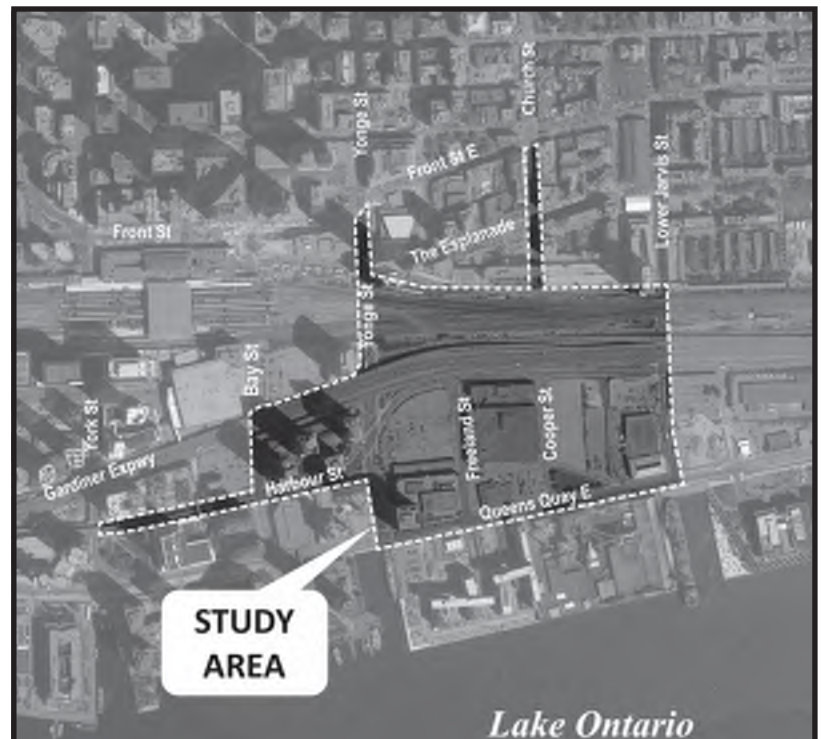 Church St
Yonge St
Front St E
Lower Jarvis St
Front St
The Esplanade
Yonge St
Bay St
York St
Freeland St
Cooper St
Gardiner Expwy
Harbour St
Queens Quay E
STUDY
AREA
Lake Ontario